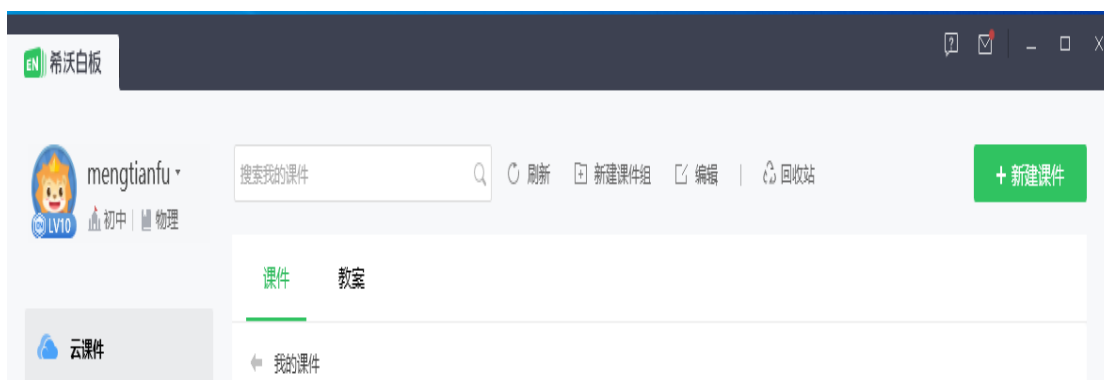 EN 希沃白板
mengtianfu
LV10 初中 | 物理
搜索我的课件 刷新 新建课件组 编辑 | 回收站 + 新建课件
课件 教案
云课件
我的课件